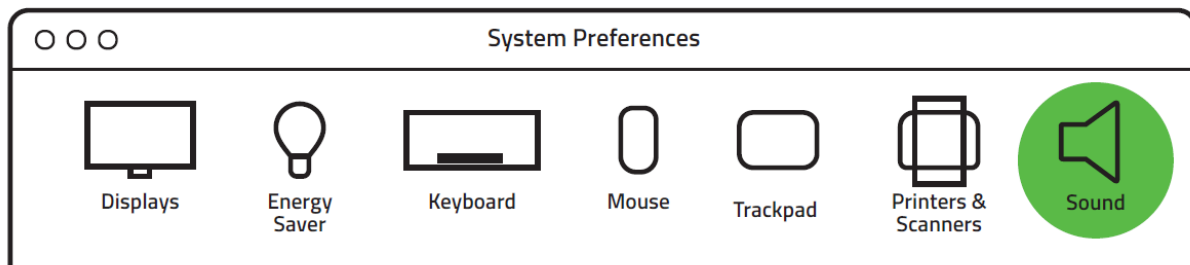 System Preferences
Displays
Energy
Saver
Keyboard
Mouse
Trackpad
Printers &
Scanners
Sound